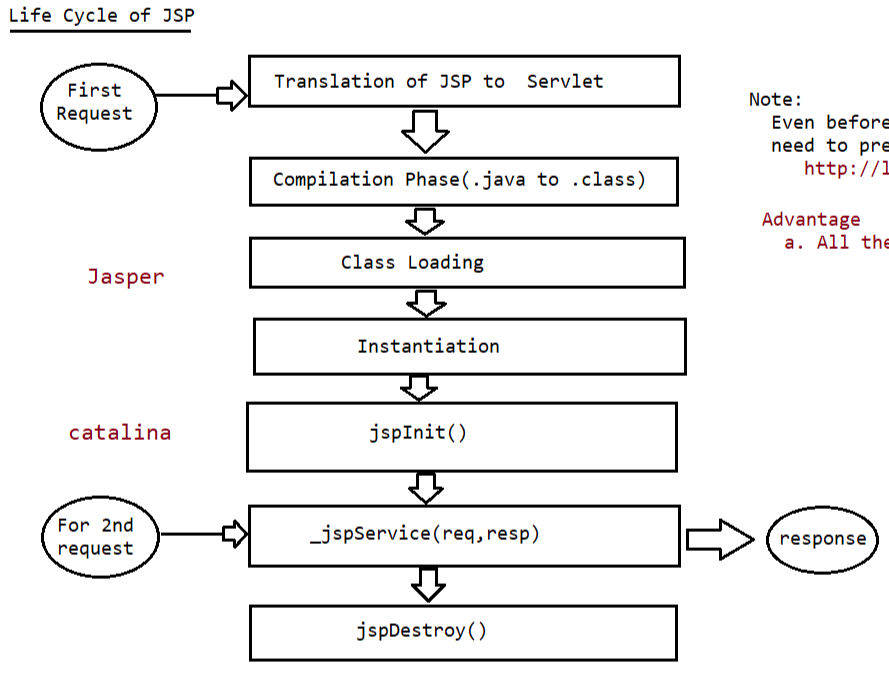 Life Cycle of JSP
First
Request
Translation of JSP to Servlet
Note:
Even before
need to pre
http://l
Compilation Phase(.java to .class)
Advantage
a. All the
Class Loading
Jasper
Instantiation
catalina
jspInit()
For 2nd
request
_jspService(req,resp)
response
jspDestroy()